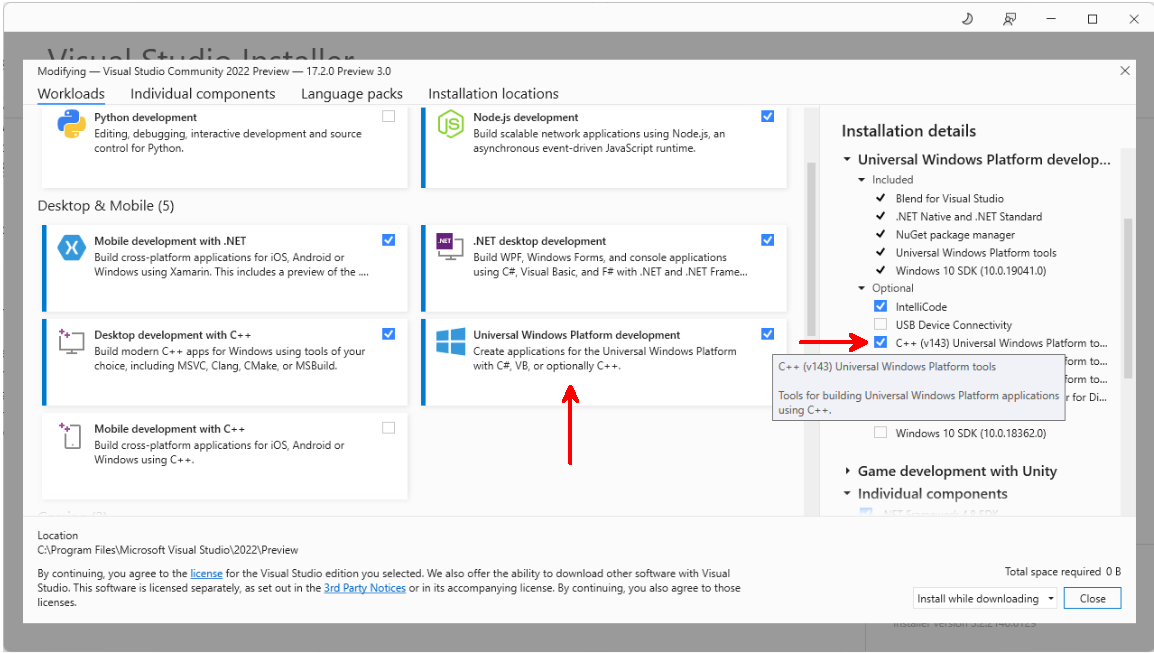 Visual Studio Installer
Modifying — Visual Studio Community 2022 Preview — 17.2.0 Preview 3.0
Workloads Individual components Language packs Installation locations
Python development
Editing, debugging, interactive development and source
control for Python.
Node.js development
Build scalable network applications using Node.js, an
asynchronous event-driven JavaScript runtime.
Desktop & Mobile (5)
Mobile development with .NET
Build cross-platform applications for iOS, Android or
Windows using Xamarin. This includes a preview of the ....
.NET desktop development
Build WPF, Windows Forms, and console applications
using C#, Visual Basic, and F# with .NET and .NET Frame...
Desktop development with C++
Build modern C++ apps for Windows using tools of your
choice, including MSVC, Clang, CMake, or MSBuild.
Universal Windows Platform development
Create applications for the Universal Windows Platform
with C#, VB, or optionally C++.
Mobile development with C++
Build cross-platform applications for iOS, Android or
Windows using C++.
Installation details
Universal Windows Platform develop...
Included
Blend for Visual Studio
.NET Native and .NET Standard
NuGet package manager
Universal Windows Platform tools
Windows 10 SDK (10.0.19041.0)
Optional
IntelliCode
USB Device Connectivity
C++ (v143) Universal Windows Platform to...
form to...
form to...
r for Di...
C++ (v143) Universal Windows Platform tools
Tools for building Universal Windows Platform applications
using C++.
Windows 10 SDK (10.0.18362.0)
Game development with Unity
Individual components
.NET Framework 4.8 SDK
Location
C:\Program Files\Microsoft Visual Studio\2022\Preview
By continuing, you agree to the license for the Visual Studio edition you selected. We also offer the ability to download other software with Visual
Studio. This software is licensed separately, as set out in the 3rd Party Notices or in its accompanying license. By continuing, you also agree to those
licenses.
Total space required 0 B
Install while downloading Close